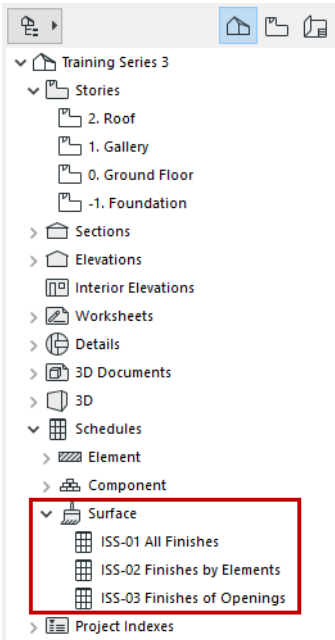 Training Series 3
Stories
2. Roof
1. Gallery
0. Ground Floor
-1. Foundation
Sections
Elevations
Interior Elevations
Worksheets
Details
3D Documents
3D
Schedules
Element
Component
Surface
ISS-01 All Finishes
ISS-02 Finishes by Elements
ISS-03 Finishes of Openings
Project Indexes